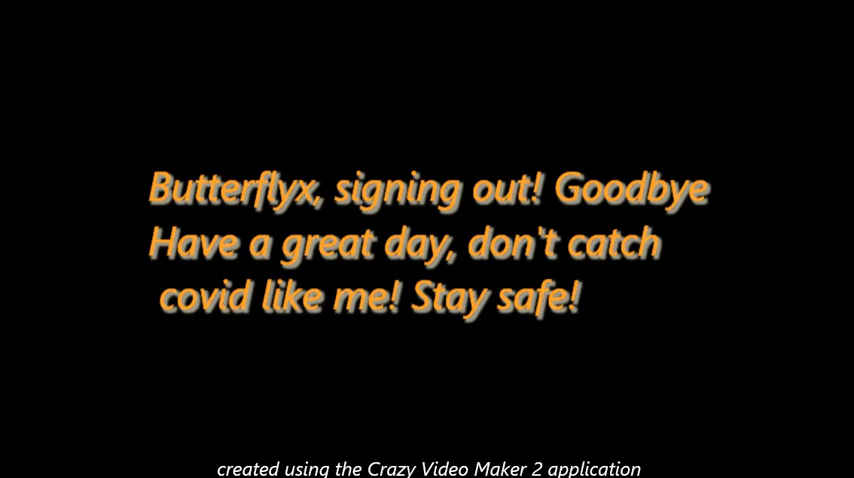 Butterflyx, signing out! Goodbye
Have a great day, don't catch
covid like me! Stay safe!
created using the Crazy Video Maker 2 application